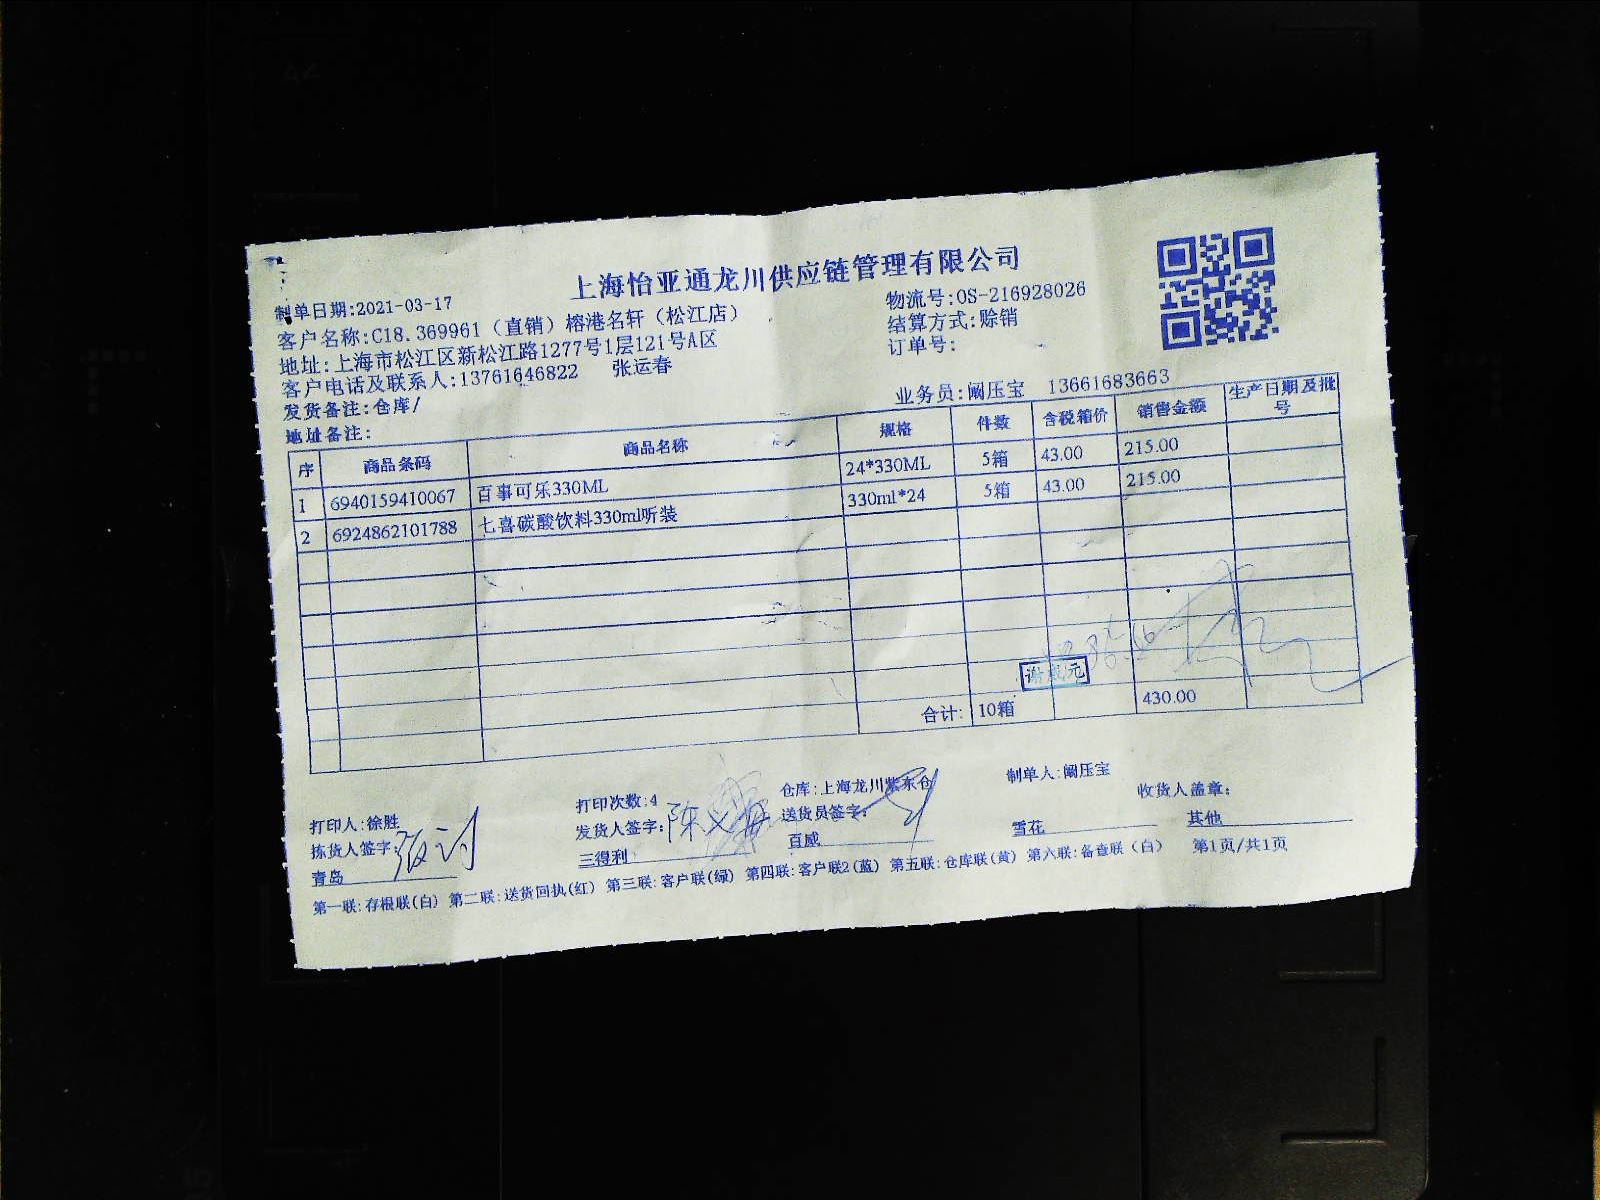 上海怡亚通龙川供应链管理有限公司
制单日期:2021-03-17
物流号:OS-216928026
客户名称:C18.369961（直销）榕港名轩（松江店）
结算方式:赊销
地址:上海市松江区新松江路1277号1层121号A区
订单号:
客户电话及联系人:13761646822 张运春
发货备注:仓库/
业务员:阚压宝 13661683663
地址备注:
序 商品条码 商品名称 规格 件数 含税箱价 销售金额 生产日期及批号
1 6940159410067 百事可乐330ML 24*330ML 5箱 43.00 215.00
2 6924862101788 七喜碳酸饮料330ml听装 330ml*24 5箱 43.00 215.00
合计: 10箱 430.00
打印人:徐胜 打印次数:4 仓库:上海龙川紫东仓 制单人:阚压宝 收货人盖章:
拣货人签字: 发货人签字: 送货员签字:
青岛 三得利 百威 雪花 其他
第一联:存根联(白) 第二联:送货回执(红) 第三联:客户联(绿) 第四联:客户联2(蓝) 第五联:仓库联(黄) 第六联:备查联（白） 第1页/共1页